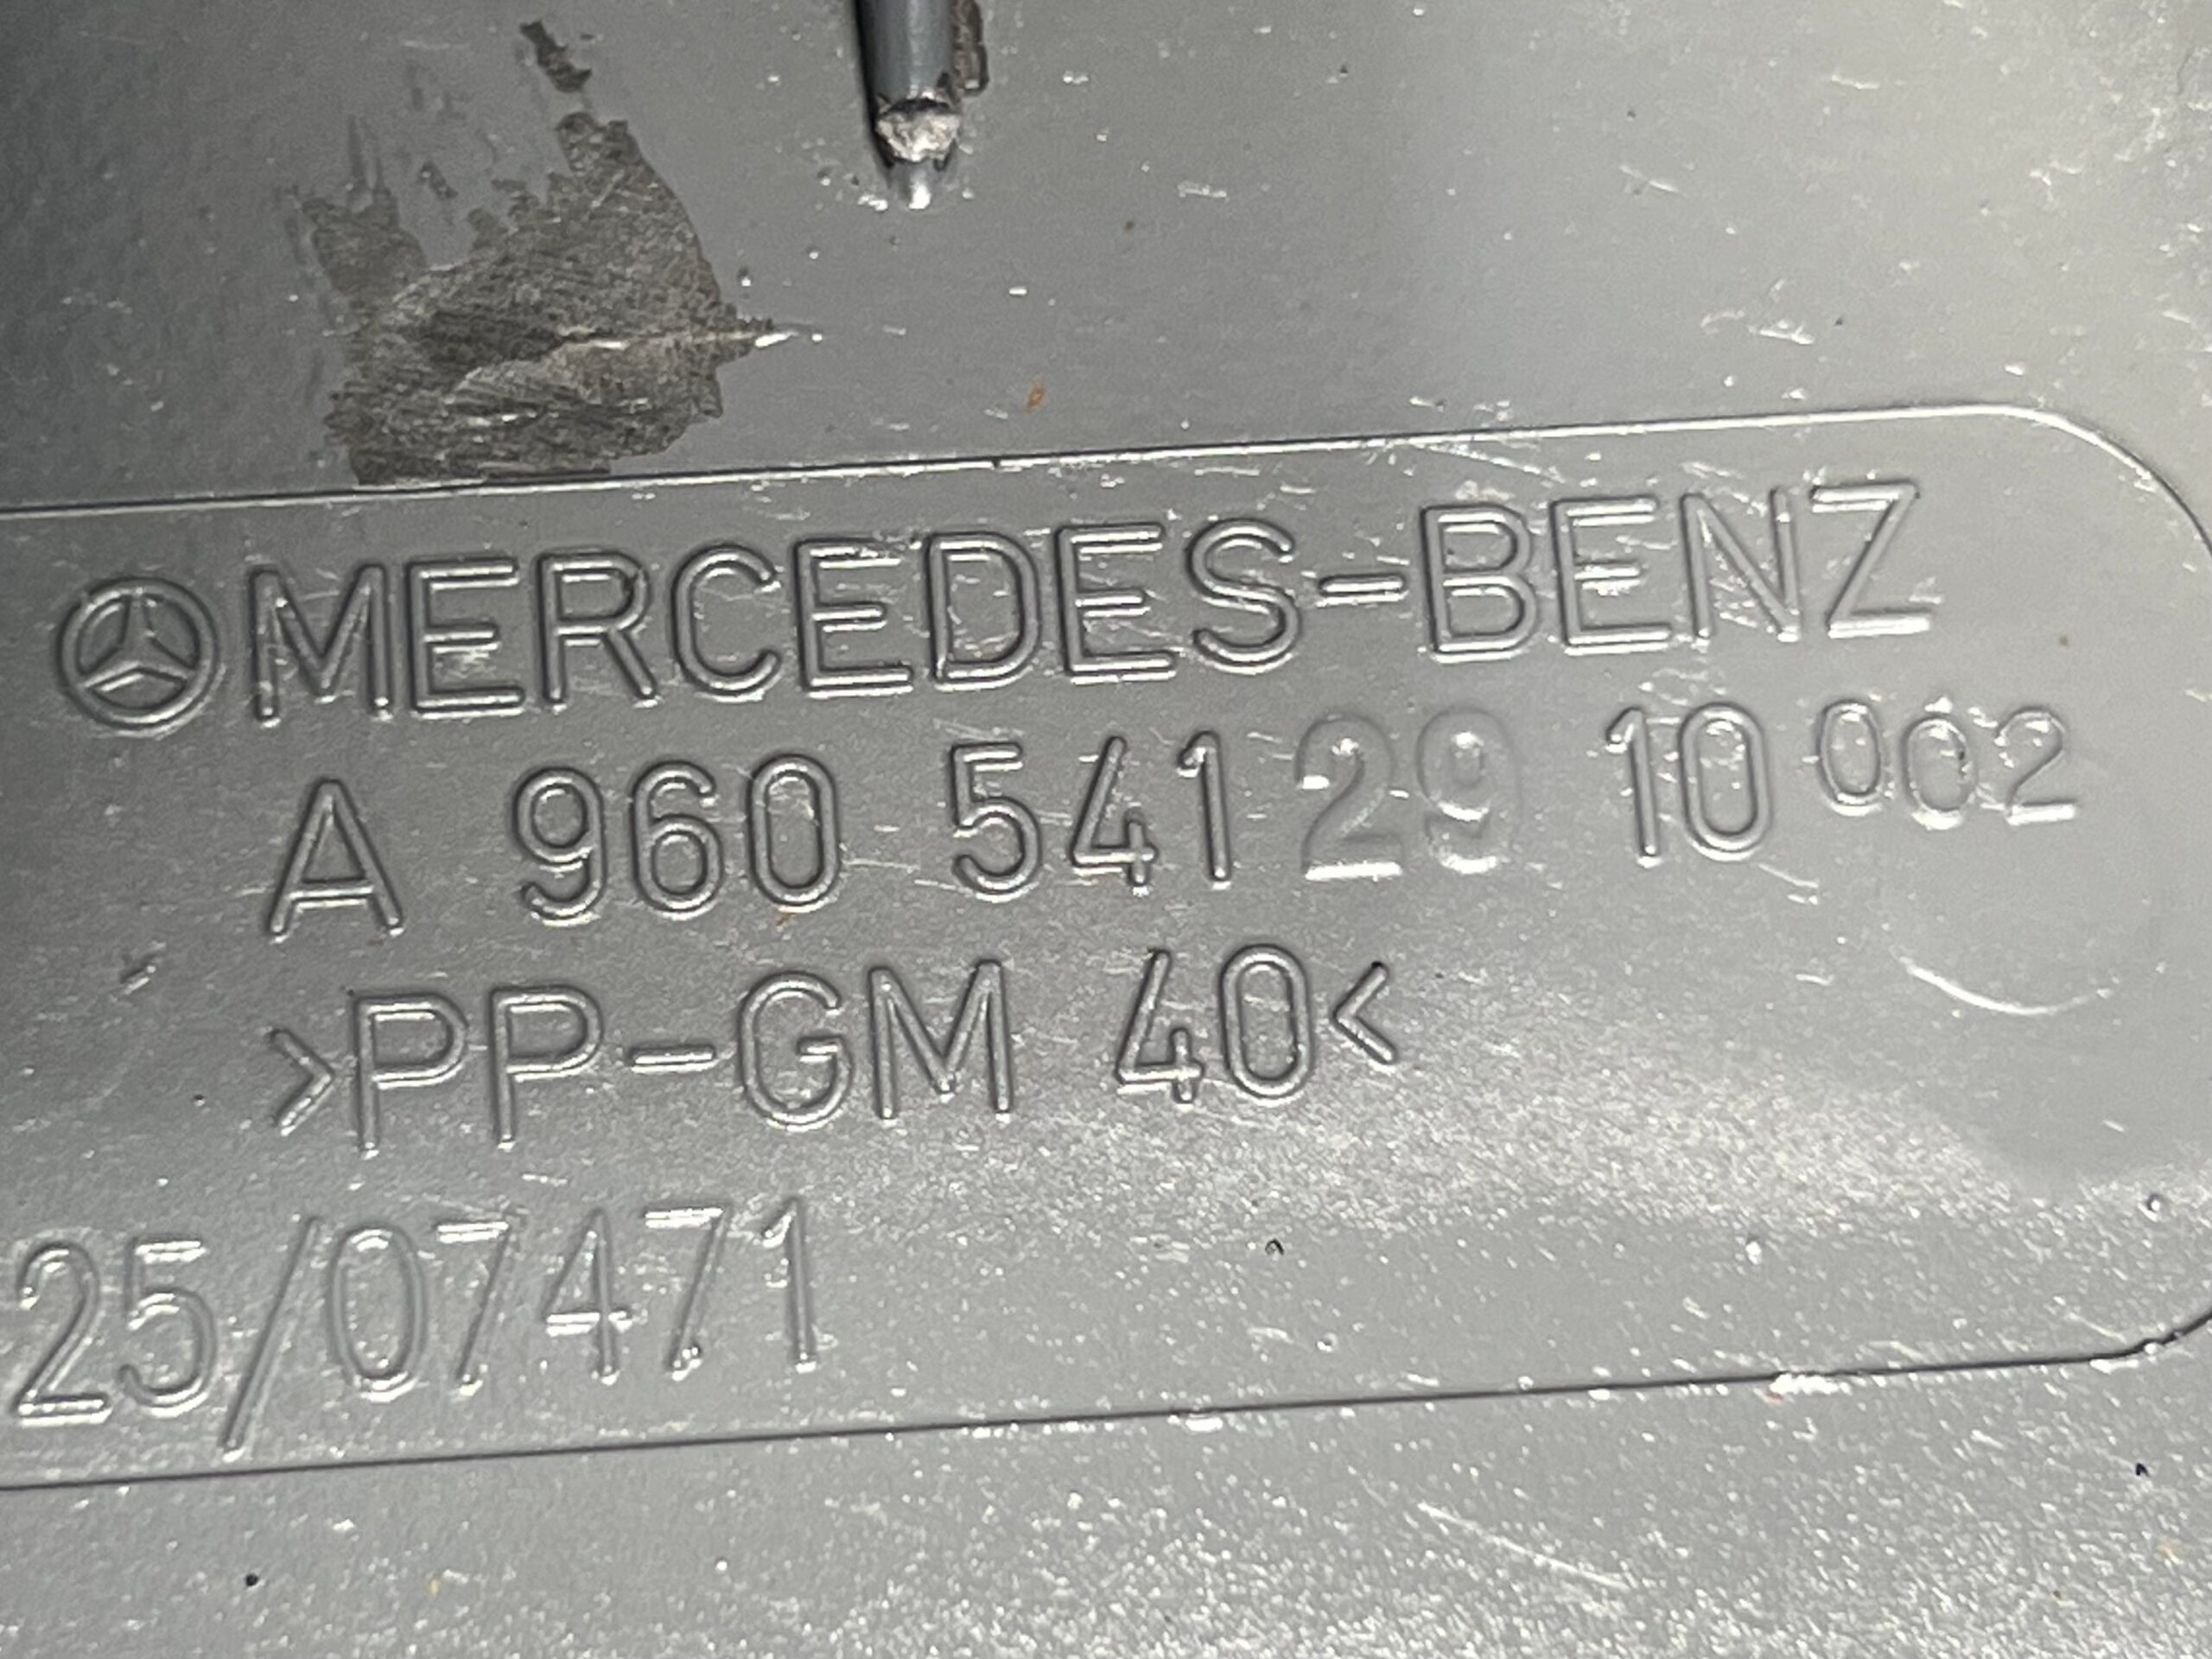 MERCEDES-BENZ
A 960 541 29 10 002
>PP-GM 40<
25/07471